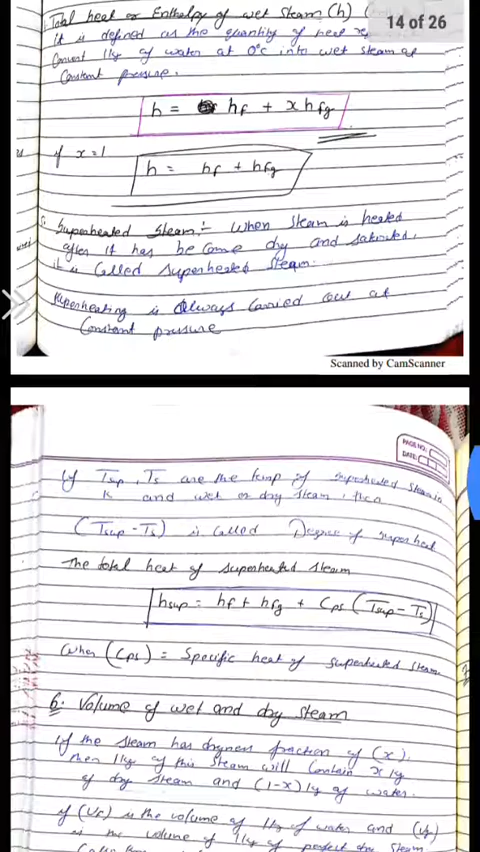 Total heat or Enthalpy of wet steam (h)
14 of 26
it is defined as the quantity of heat
Convert 1kg of water at 0°c into wet steam at
Constant pressure.
h = hf + x hfg
if x=1
h = hf + hfg
Superheated Steam :- When steam is heated
after it has become dry and saturated,
it is Called superheated steam.
Superheating is Always carried out at
Constant pressure
Scanned by CamScanner
PAGE NO.:
DATE:
If Tsup, Ts are the temp of superheated steam in
K and wet or dry steam, then
(Tsup - Ts) is called Degree of superheat
The total heat of superheated steam
hsup = hf + hfg + Cps (Tsup - Ts)
When (Cps) = Specific heat of superheated steam
6. Volume of wet and dry steam
If the steam has dryness fraction of (x).
then 1kg of this steam will contain x kg
of dry steam and (1-x) kg of water.
if (Vf) is the volume of 1kg of water and
is the volume of 1kg of perfect dry steam